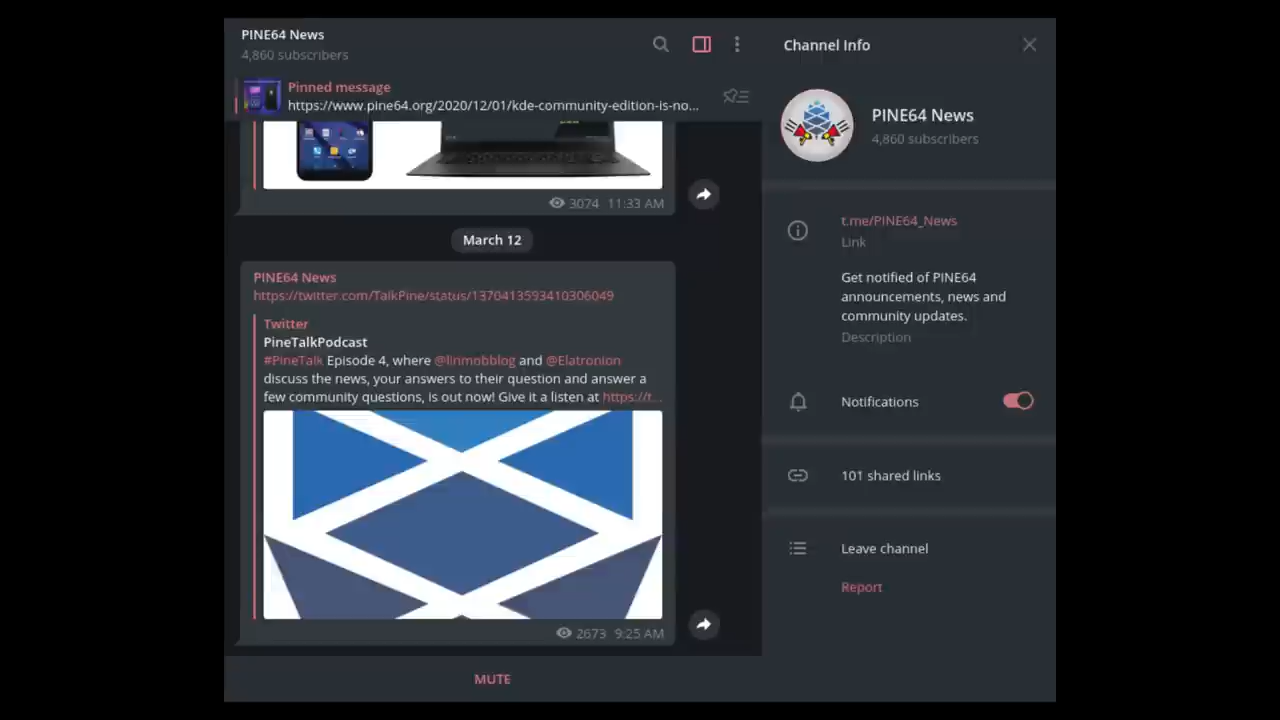 PINE64 News
4,860 subscribers
Pinned message
https://www.pine64.org/2020/12/01/kde-community-edition-is-no...
3074 11:33 AM
March 12
PINE64 News
https://twitter.com/TalkPine/status/1370413593410306049
Twitter
PineTalkPodcast
#PineTalk Episode 4, where @linmobblog and @Elatronion
discuss the news, your answers to their question and answer a
few community questions, is out now! Give it a listen at https://t...
2673 9:25 AM
MUTE
Channel Info
PINE64 News
4,860 subscribers
t.me/PINE64_News
Link
Get notified of PINE64
announcements, news and
community updates.
Description
Notifications
101 shared links
Leave channel
Report